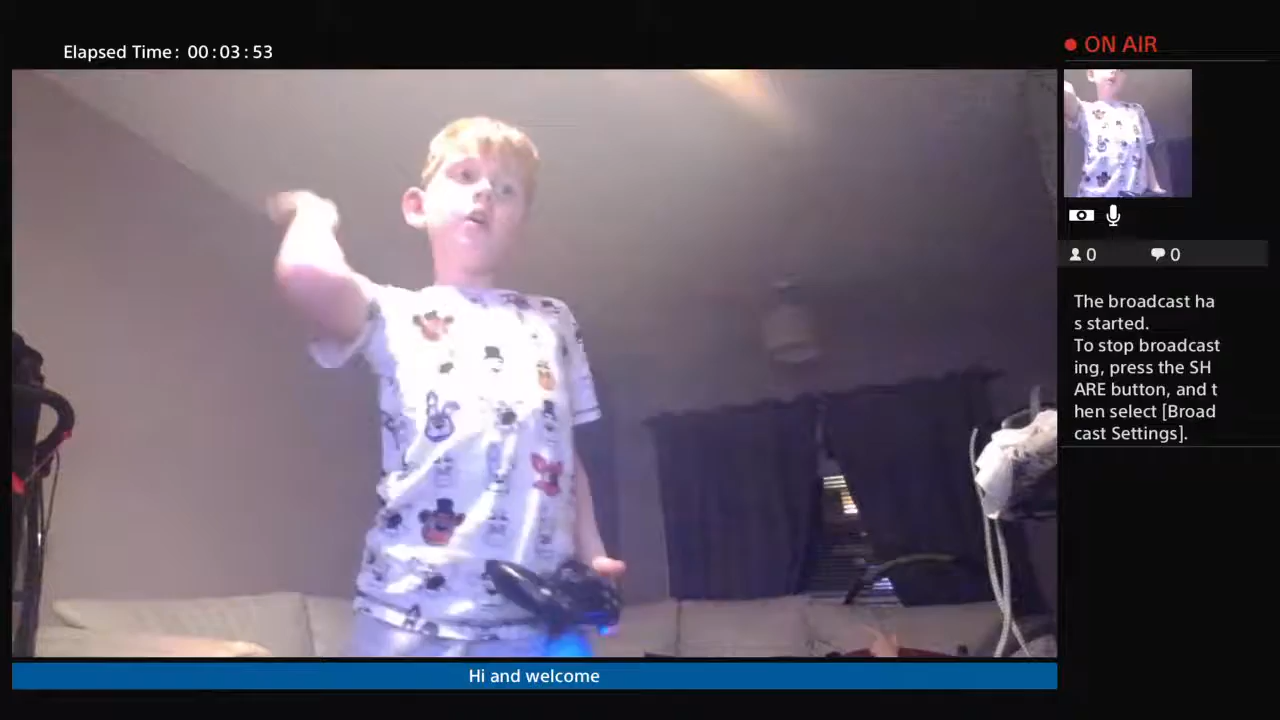 Elapsed Time: 00:03:53
ON AIR
0
0
The broadcast ha
s started.
To stop broadcast
ing, press the SH
ARE button, and t
hen select [Broad
cast Settings].
Hi and welcome